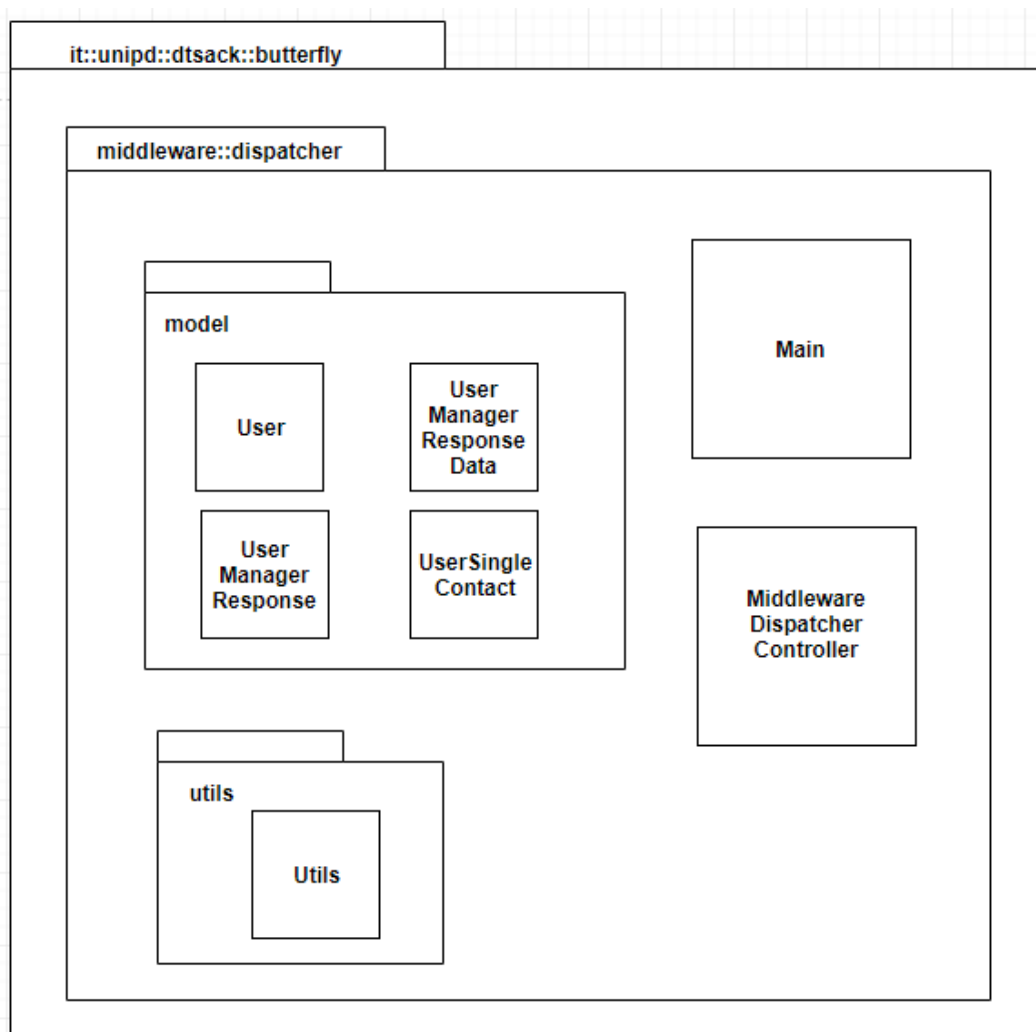 it::unipd::dtsack::butterfly
middleware::dispatcher
model
User
User
Manager
Response
Data
User
Manager
Response
UserSingle
Contact
Main
Middleware
Dispatcher
Controller
utils
Utils